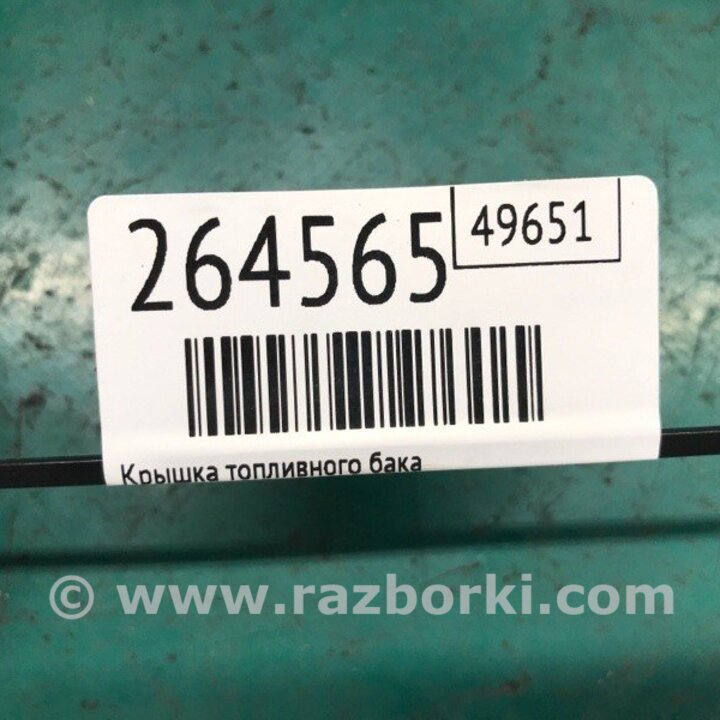 264565
49651
Крышка топливного бака
© www.razborki.com